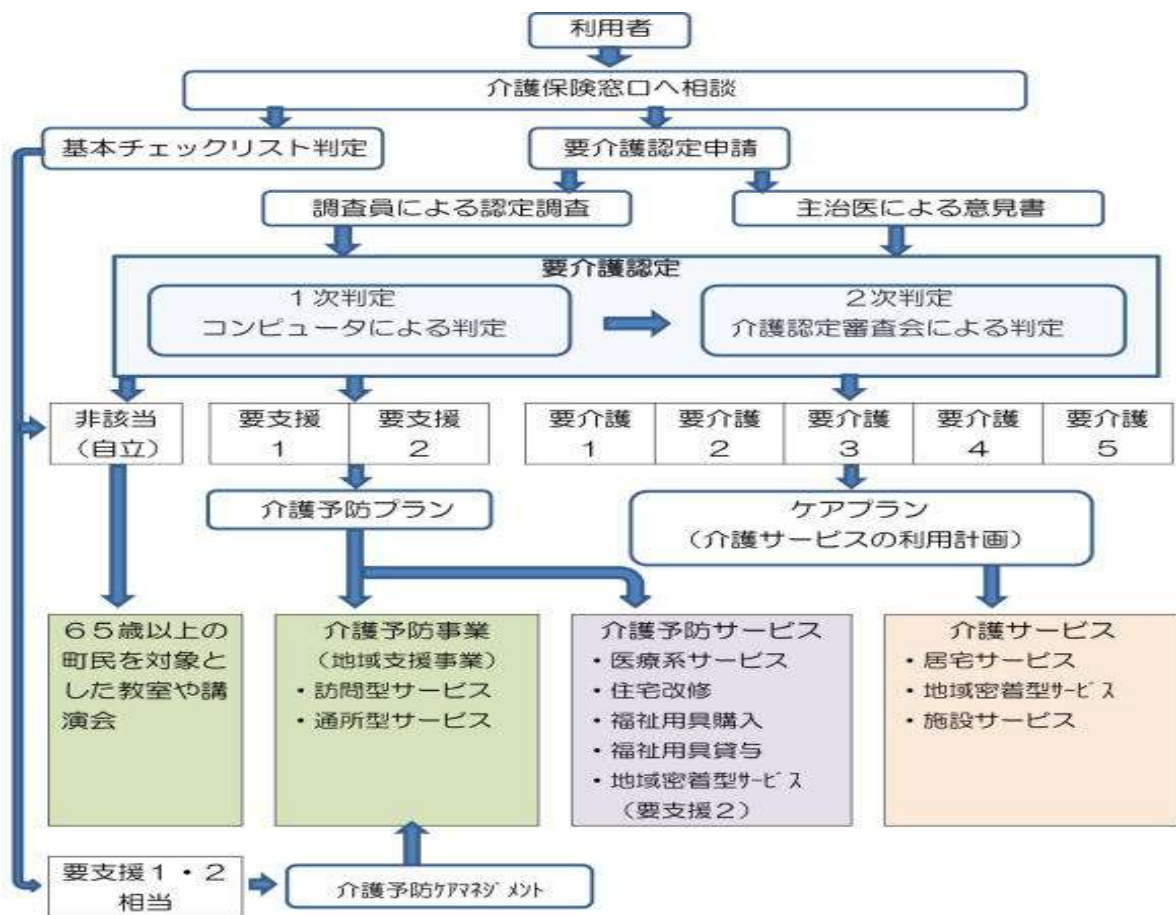 利用者
介護保険窓口へ相談
基本チェックリスト判定
要介護認定申請
調査員による認定調査
主治医による意見書
要介護認定
１次判定
コンピュータによる判定
２次判定
介護認定審査会による判定
非該当
（自立）
要支援
１
要支援
２
要介護
１
要介護
２
要介護
３
要介護
４
要介護
５
介護予防プラン
ケアプラン
（介護サービスの利用計画）
６５歳以上の
町民を対象と
した教室や講
演会
介護予防事業
（地域支援事業）
・訪問型サービス
・通所型サービス
介護予防サービス
・医療系サービス
・住宅改修
・福祉用具購入
・福祉用具貸与
・地域密着型ｻｰﾋﾞｽ
（要支援２）
介護サービス
・居宅サービス
・地域密着型ｻｰﾋﾞｽ
・施設サービス
要支援１・２
相当
介護予防ｹｱﾏﾈｼﾞﾒﾝﾄ